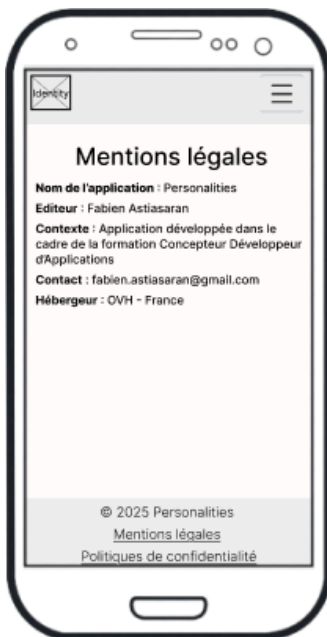 Identity
Mentions légales
Nom de l'application : Personalities
Editeur : Fabien Astiasaran
Contexte : Application développée dans le
cadre de la formation Concepteur Développeur
d'Applications
Contact : fabien.astiasaran@gmail.com
Hébergeur : OVH - France
© 2025 Personalities
Mentions légales
Politiques de confidentialité